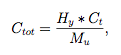 C_tot = (H_y * C_t) / M_u,